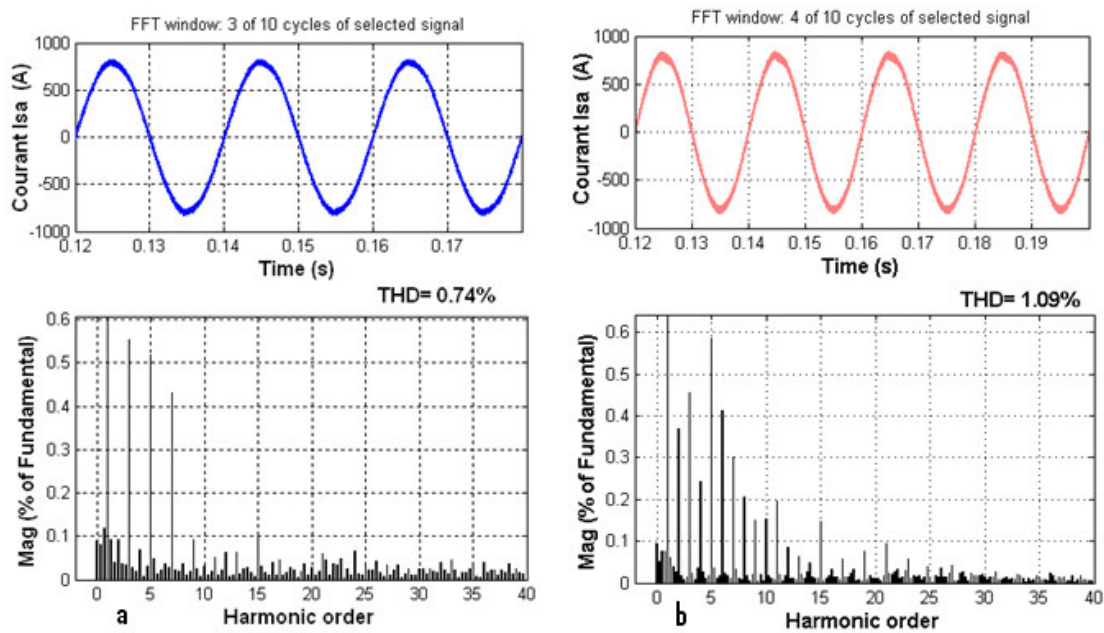 FFT window: 3 of 10 cycles of selected signal
1000
500
0
-500
-1000
Courant Isa (A)
0.12 0.13 0.14 0.15 0.16 0.17
Time (s)
THD= 0.74%
0.6
0.5
0.4
0.3
0.2
0.1
0
Mag (% of Fundamental)
0 5 10 15 20 25 30 35 40
Harmonic order
a
FFT window: 4 of 10 cycles of selected signal
1000
500
0
-500
-1000
Courant Isa (A)
0.12 0.13 0.14 0.15 0.16 0.17 0.18 0.19
Time (s)
THD= 1.09%
0.6
0.5
0.4
0.3
0.2
0.1
0
Mag (% of Fundamental)
0 5 10 15 20 25 30 35 40
Harmonic order
b